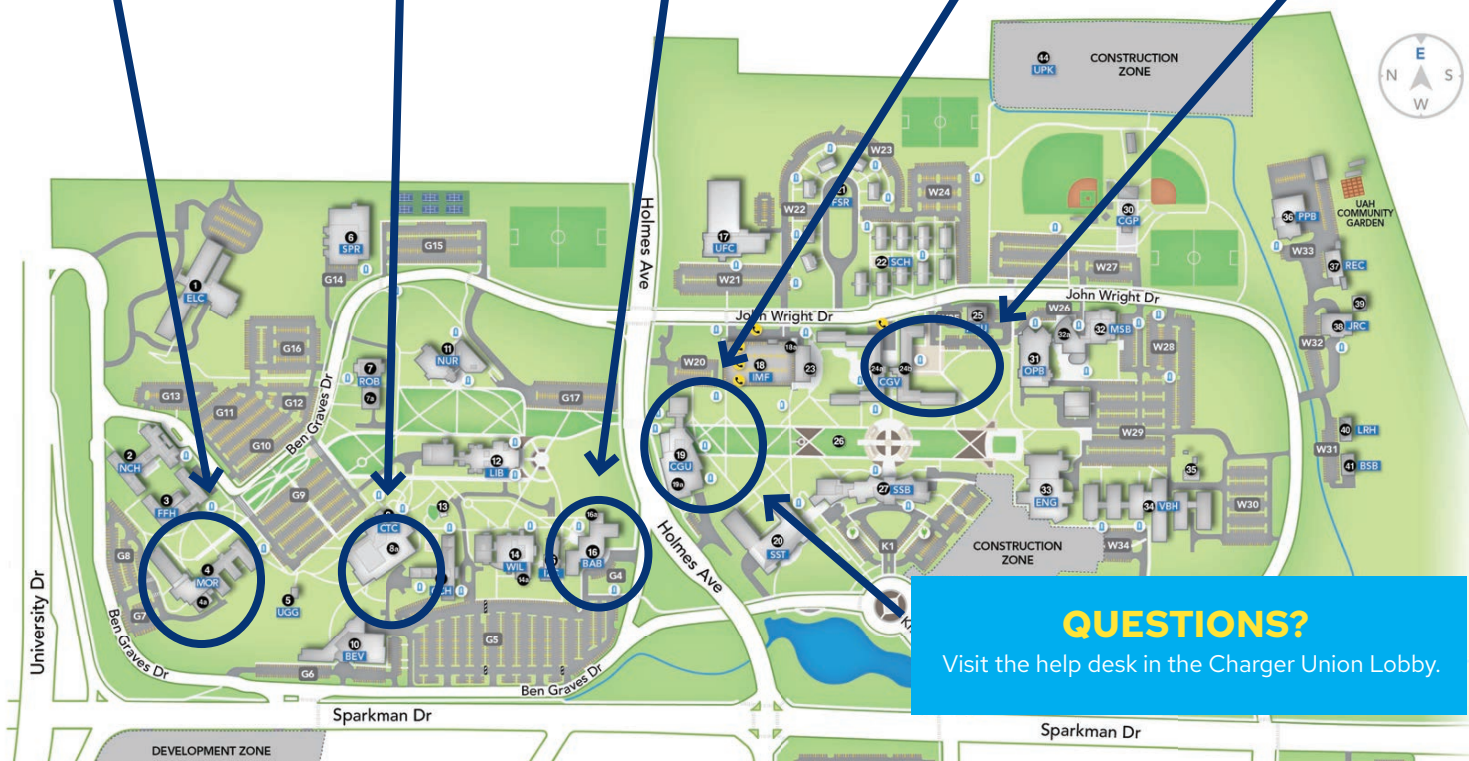 44
UPK
CONSTRUCTION
ZONE
E
N
S
W
W23
21
FSR
W24
W22
17
UFC
22 SCH
W21
30
CGP
W27
36 PPB
UAH
COMMUNITY
GARDEN
W33
37 REC
39
38 JRC
W32
6
SPR
G15
G14
1
ELC
Holmes Ave
John Wright Dr
John Wright Dr
G16
11
NUR
7
ROB
7a
G13
G12
G11
G10
Ben Graves Dr
G17
W20
18a
18
IMF
23
24a
24b
CGV
25
W26
32a
32 MSB
31
OPB
W28
2
NCH
3
FFH
G9
12
LIB
19
CGU
19a
26
W29
40 LRH
W31
41 BSB
27 SSB
33
ENG
35
34 VBH
W30
G8
4
MOR
4a
G7
5
UGG
CTC
8a
13
14
WIL
14a
16a
16
BAB
G4
20
SST
K1
CONSTRUCTION
ZONE
W34
Holmes Ave
University Dr
Ben Graves Dr
10
BEV
G6
G5
Ben Graves Dr
QUESTIONS?
Visit the help desk in the Charger Union Lobby.
Sparkman Dr
Sparkman Dr
DEVELOPMENT ZONE